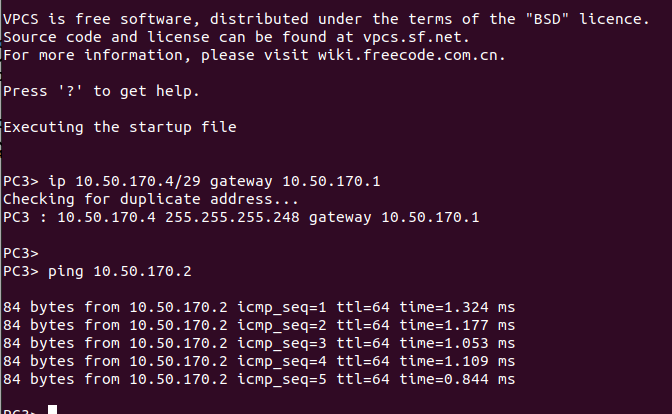 VPCS is free software, distributed under the terms of the "BSD" licence.
Source code and license can be found at vpcs.sf.net.
For more information, please visit wiki.freecode.com.cn.
Press '?' to get help.
Executing the startup file
PC3> ip 10.50.170.4/29 gateway 10.50.170.1
Checking for duplicate address...
PC3 : 10.50.170.4 255.255.255.248 gateway 10.50.170.1
PC3>
PC3> ping 10.50.170.2
84 bytes from 10.50.170.2 icmp_seq=1 ttl=64 time=1.324 ms
84 bytes from 10.50.170.2 icmp_seq=2 ttl=64 time=1.177 ms
84 bytes from 10.50.170.2 icmp_seq=3 ttl=64 time=1.053 ms
84 bytes from 10.50.170.2 icmp_seq=4 ttl=64 time=1.109 ms
84 bytes from 10.50.170.2 icmp_seq=5 ttl=64 time=0.844 ms
PC3>